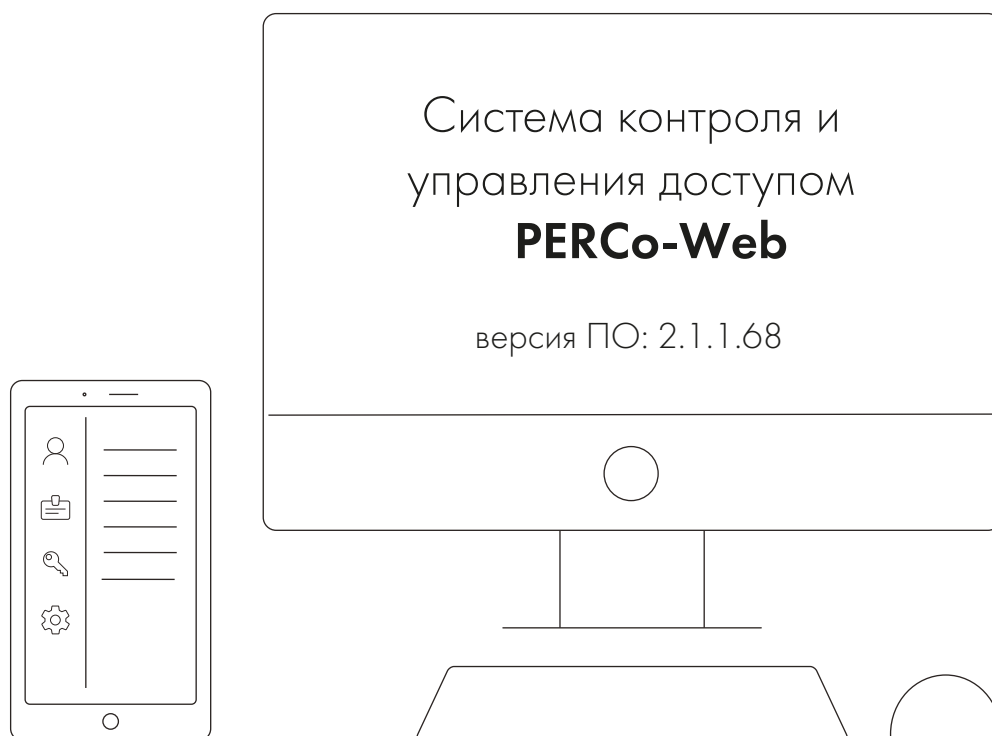 Система контроля и
управления доступом
PERCo-Web
версия ПО: 2.1.1.68